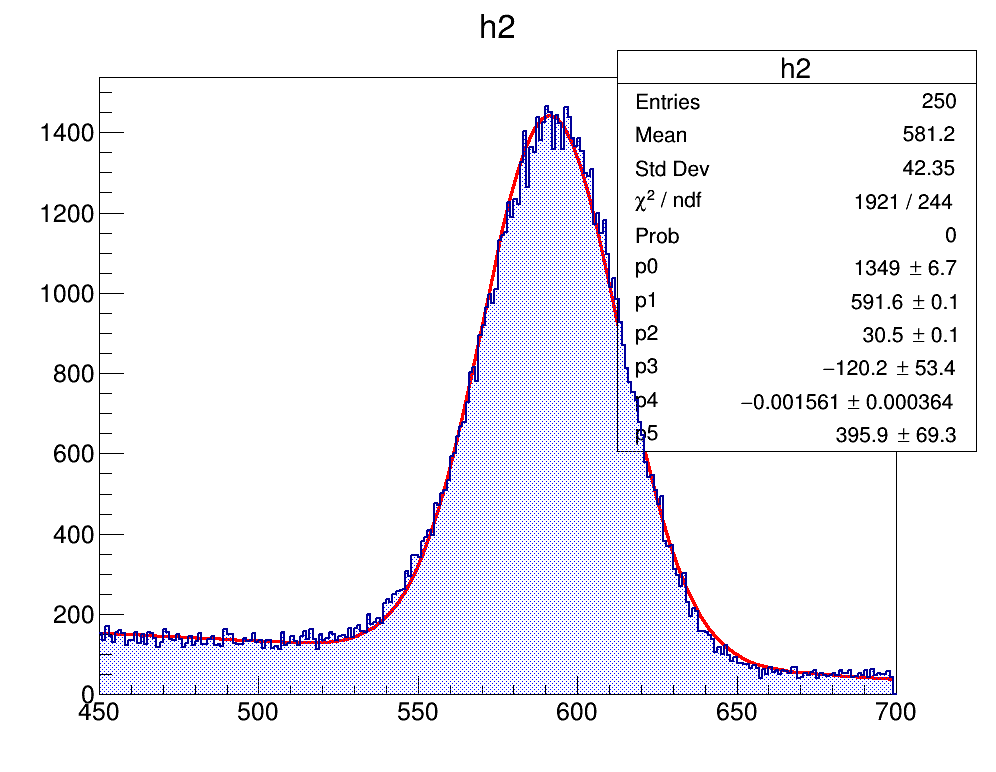 h2
h2
Entries 250
Mean 581.2
Std Dev 42.35
χ² / ndf 1921 / 244
Prob 0
p0 1349 ± 6.7
p1 591.6 ± 0.1
p2 30.5 ± 0.1
p3 −120.2 ± 53.4
p4 −0.001561 ± 0.000364
p5 395.9 ± 69.3
1400
1200
1000
800
600
400
200
0
450 500 550 600 650 700